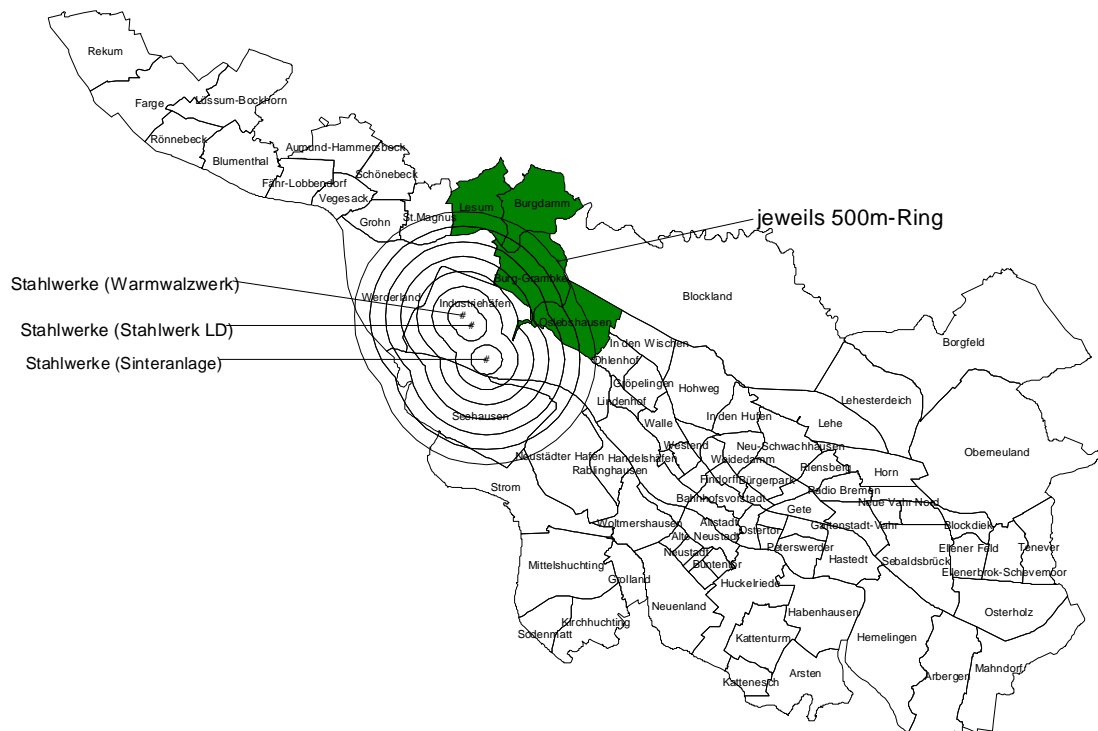 Rekum
Farge
Lüssum-Bockhorn
Rönnebeck
Blumenthal
Aumund-Hammersbeck
Schönebeck
Fähr-Lobbendorf
Vegesack
Grohn
St.Magnus
Lesum
Burgdamm
jeweils 500m-Ring
Burg-Grambke
Stahlwerke (Warmwalzwerk)
Werderland
Industriehäfen
Blockland
Stahlwerke (Stahlwerk LD)
Oslebshausen
Stahlwerke (Sinteranlage)
In den Wischen
Borgfeld
Ohlenhof
Gröpelingen
Hohweg
Lindenhof
Lehesterdeich
Seehausen
In den Hufen
Walle
Lehe
Neu-Schwachhausen
Westend
Oberneuland
Neustädter Hafen
Handelshäfen
Weidedamm
Rablinghausen
Riensberg
Horn
Strom
Findorff
Bürgerpark
Radio Bremen
Bahnhofsvorstadt
Neue Vahr Nord
Gete
Woltmershausen
Altstadt
Ostertor
Gartenstadt-Vahr
Blockdiek
Alte Neustadt
Peterswerder
Ellener Feld
Tenever
Neustadt
Hastedt
Sebaldsbrück
Mittelshuchting
Buntentor
Ellenerbrok-Schevemoor
Grolland
Huckelriede
Neuenland
Habenhausen
Osterholz
Kirchhuchting
Sodenmatt
Kattenturm
Hemelingen
Arsten
Mahndorf
Kattenesch
Arbergen